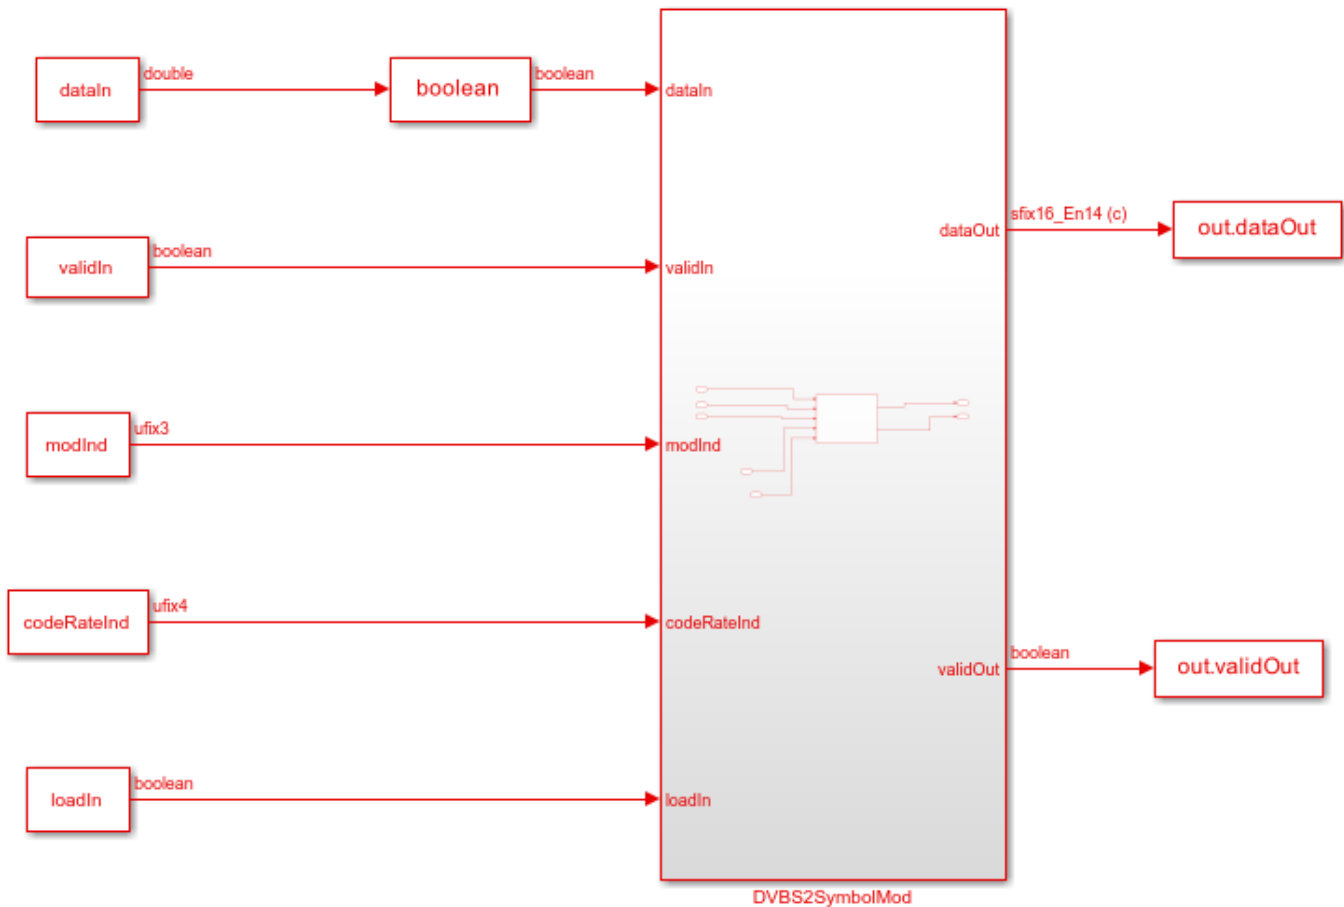 dataIn
double
boolean
boolean
dataIn
validIn
boolean
validIn
modInd
ufix3
modInd
codeRateInd
ufix4
codeRateInd
loadIn
boolean
loadIn
dataOut
sfix16_En14 (c)
out.dataOut
validOut
boolean
out.validOut
DVBS2SymbolMod